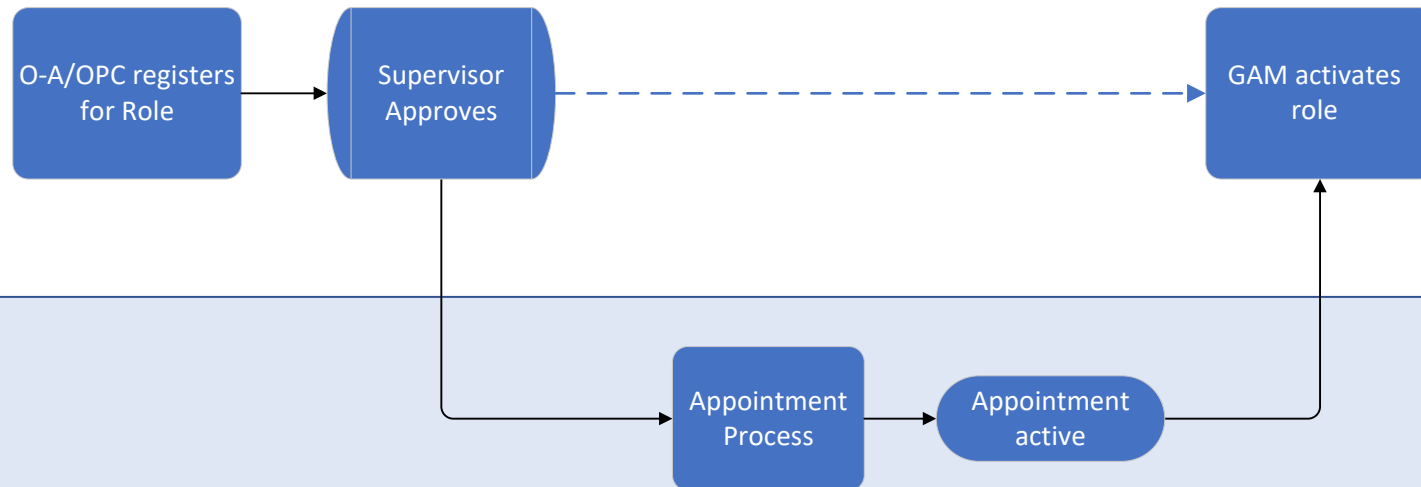 O-A/OPC registers
for Role
Supervisor
Approves
GAM activates
role
Appointment
Process
Appointment
active